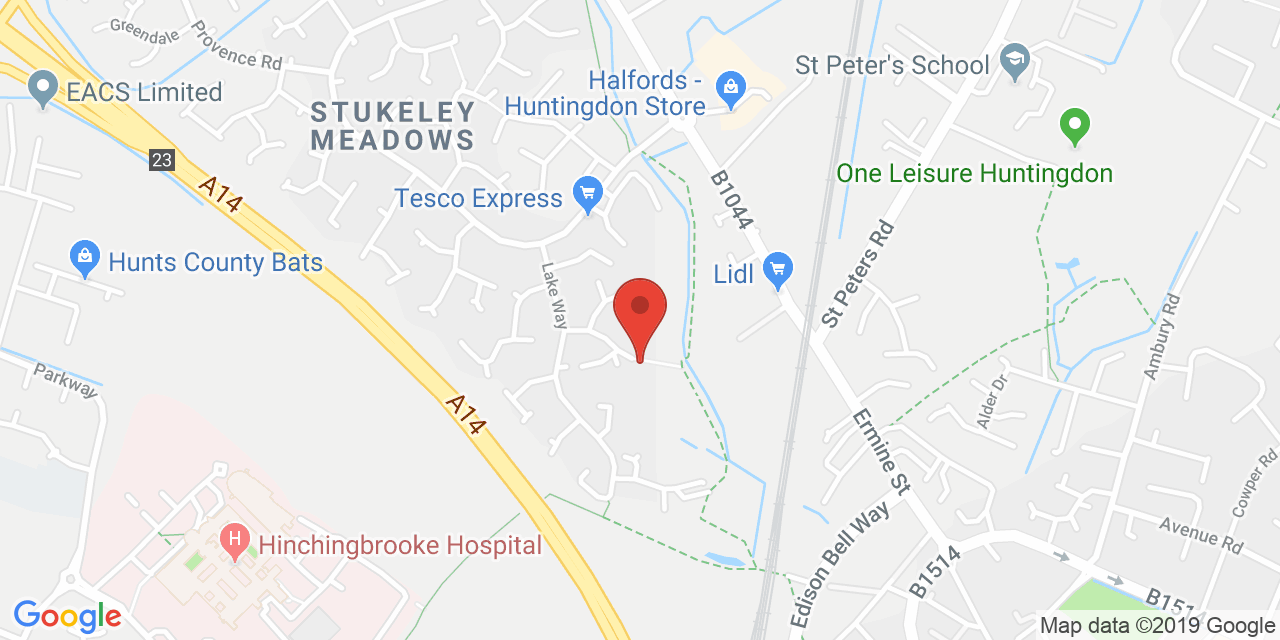 Greendale
Provence Rd
EACS Limited
STUKELEY
MEADOWS
Halfords -
Huntingdon Store
St Peter's School
23
A14
Tesco Express
B1044
One Leisure Huntingdon
Hunts County Bats
Lake Way
Lidl
St Peters Rd
Ambury Rd
Parkway
A14
Alder Dr
Ermine St
Cowper Rd
Avenue Rd
H
Hinchingbrooke Hospital
Edison Bell Way
B1514
B1514
Google
Map data ©2019 Google